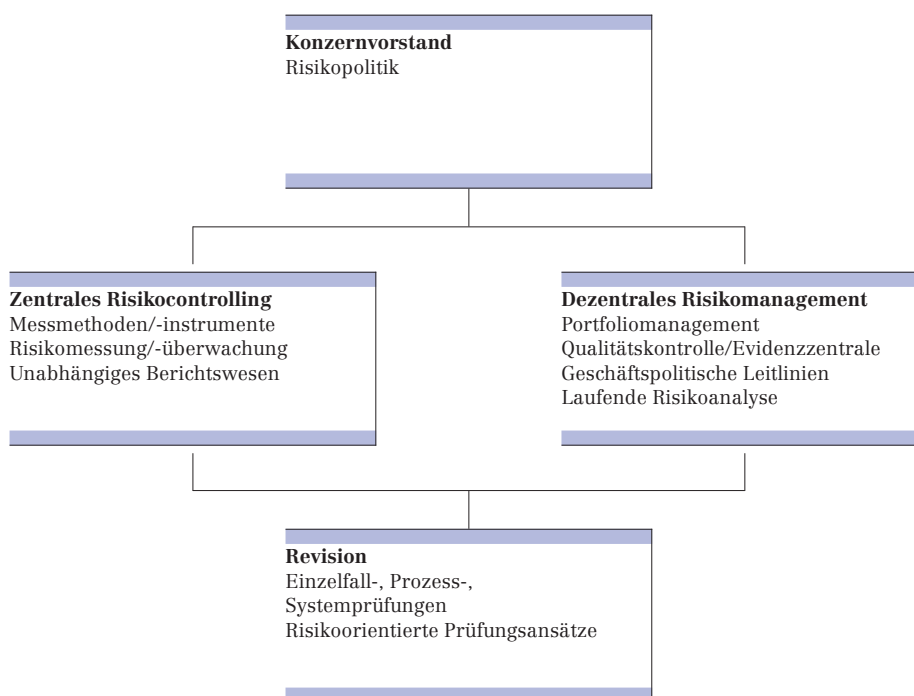 Konzernvorstand
Risikopolitik
Zentrales Risikocontrolling
Messmethoden/-instrumente
Risikomessung/-überwachung
Unabhängiges Berichtswesen
Dezentrales Risikomanagement
Portfoliomanagement
Qualitätskontrolle/Evidenzzentrale
Geschäftspolitische Leitlinien
Laufende Risikoanalyse
Revision
Einzelfall-, Prozess-,
Systemprüfungen
Risikoorientierte Prüfungsansätze